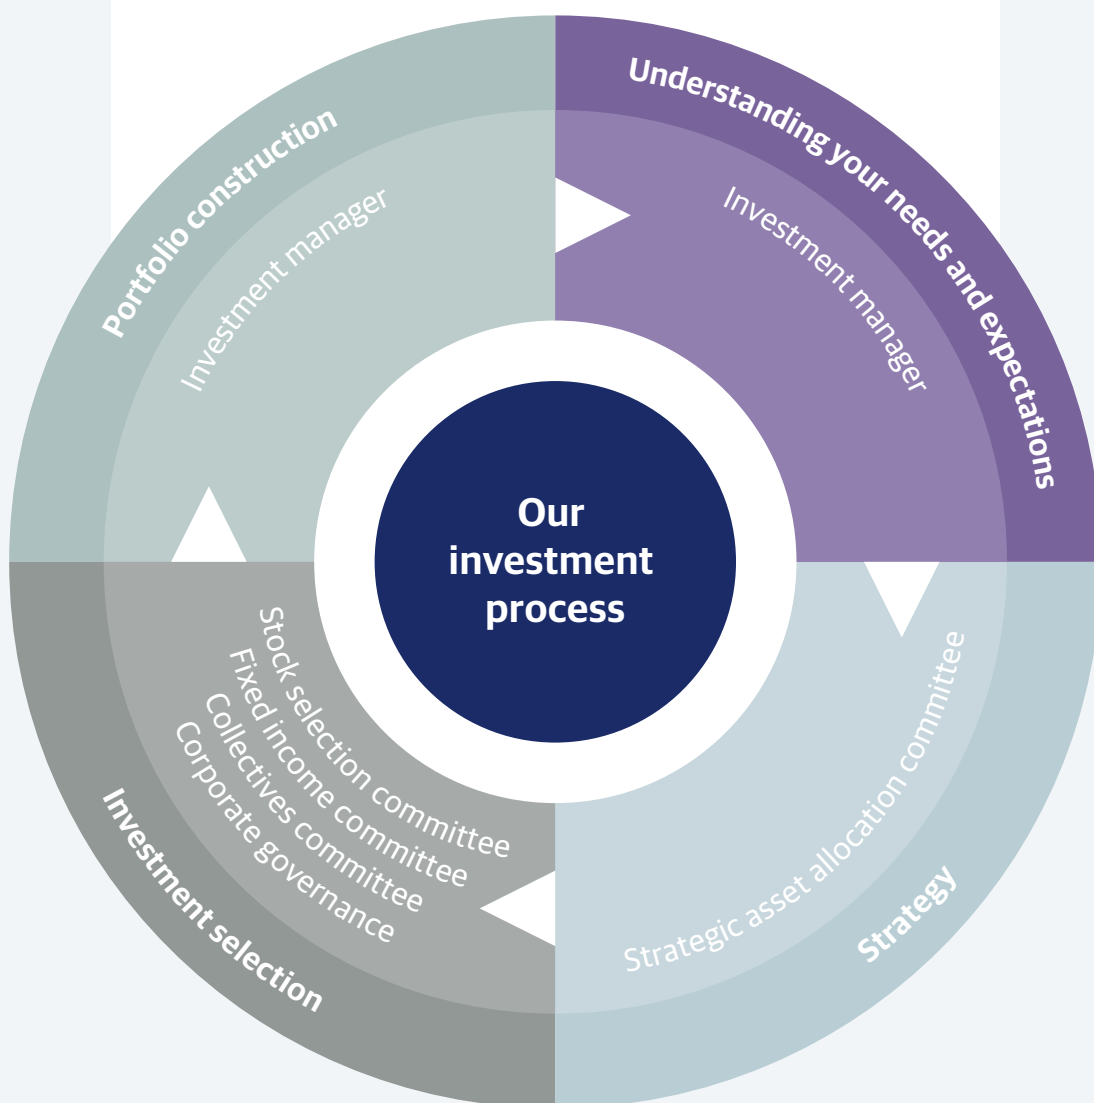 Our
investment
process
Understanding your needs and expectations
Investment manager
Strategy
Strategic asset allocation committee
Investment selection
Stock selection committee
Fixed income committee
Collectives committee
Corporate governance
Portfolio construction
Investment manager